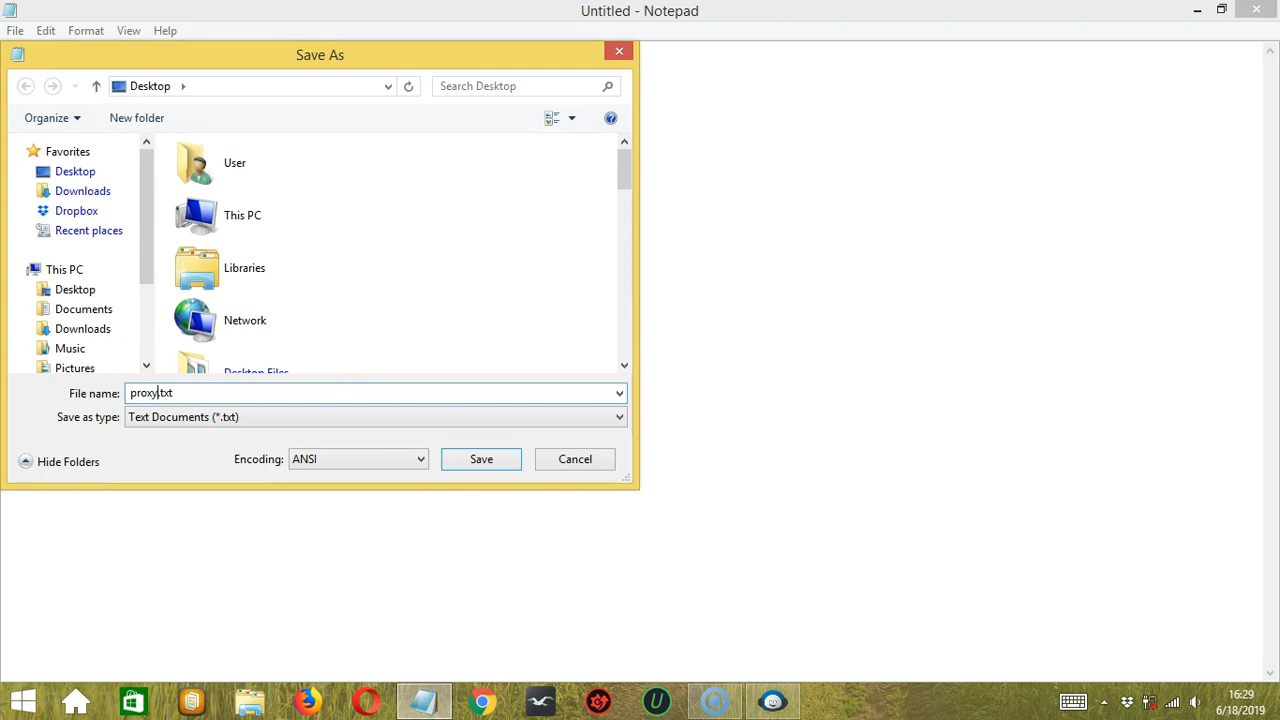 Untitled - Notepad
File Edit Format View Help
Save As
Desktop
Search Desktop
Organize New folder
Favorites
Desktop
Downloads
Dropbox
Recent places
This PC
Desktop
Documents
Downloads
Music
Pictures
User
This PC
Libraries
Network
Desktop Files
File name: proxy.txt
Save as type: Text Documents (*.txt)
Hide Folders Encoding: ANSI Save Cancel
16:29
6/18/2019